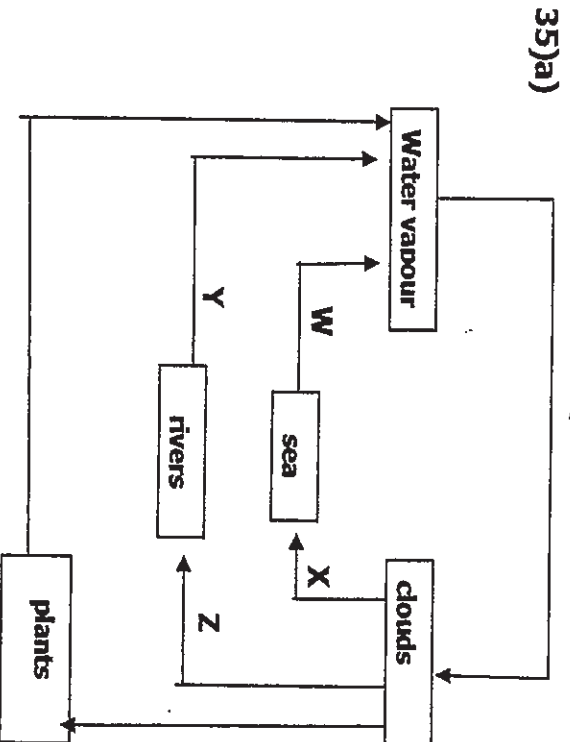 35)a)
Water vapour
clouds
W
X
sea
Y
Z
rivers
plants